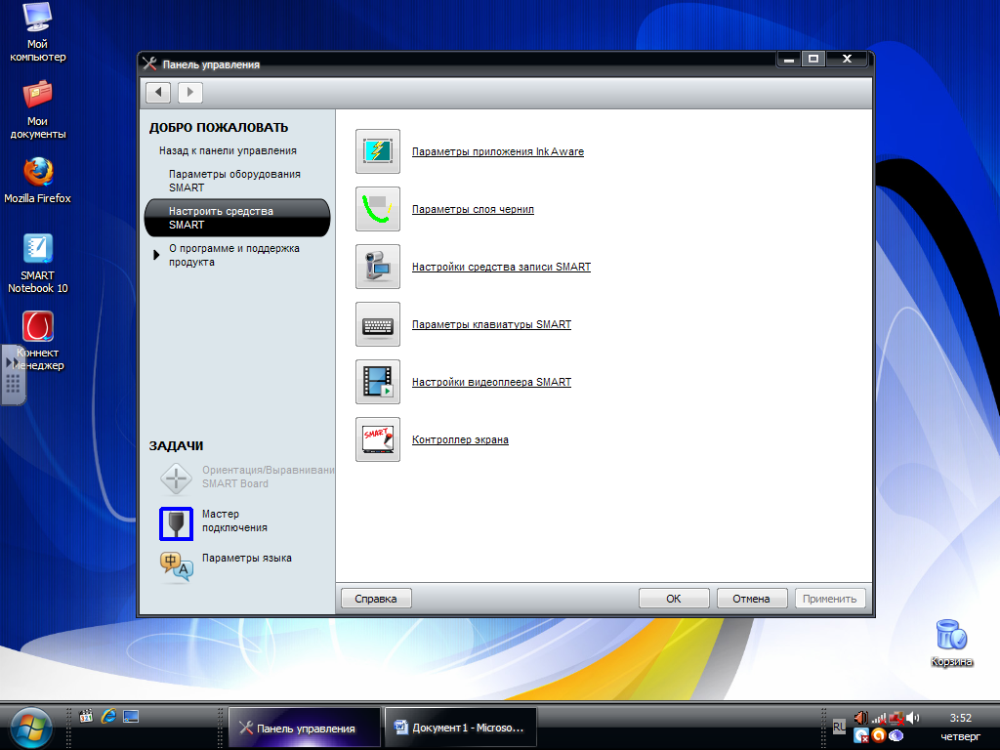 Мой
компьютер
Мои
документы
Mozilla Firefox
SMART
Notebook 10
Коннект
Менеджер
Панель управления
ДОБРО ПОЖАЛОВАТЬ
Назад к панели управления
Параметры оборудования
SMART
Настроить средства
SMART
О программе и поддержка
продукта
ЗАДАЧИ
Ориентация/Выравнивани
SMART Board
Мастер
подключения
Параметры языка
Параметры приложения Ink Aware
Параметры слоя чернил
Настройки средства записи SMART
Параметры клавиатуры SMART
Настройки видеоплеера SMART
SMART
Контроллер экрана
Справка
ОК
Отмена
Применить
Корзина
321
Панель управления
Документ1 - Microso...
RU
3:52
четверг